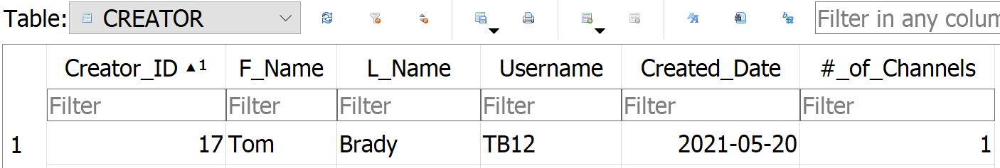 Table: CREATOR Filter in any colum
Creator_ID ▲1 F_Name L_Name Username Created_Date #_of_Channels
Filter Filter Filter Filter Filter Filter
1 17 Tom Brady TB12 2021-05-20 1